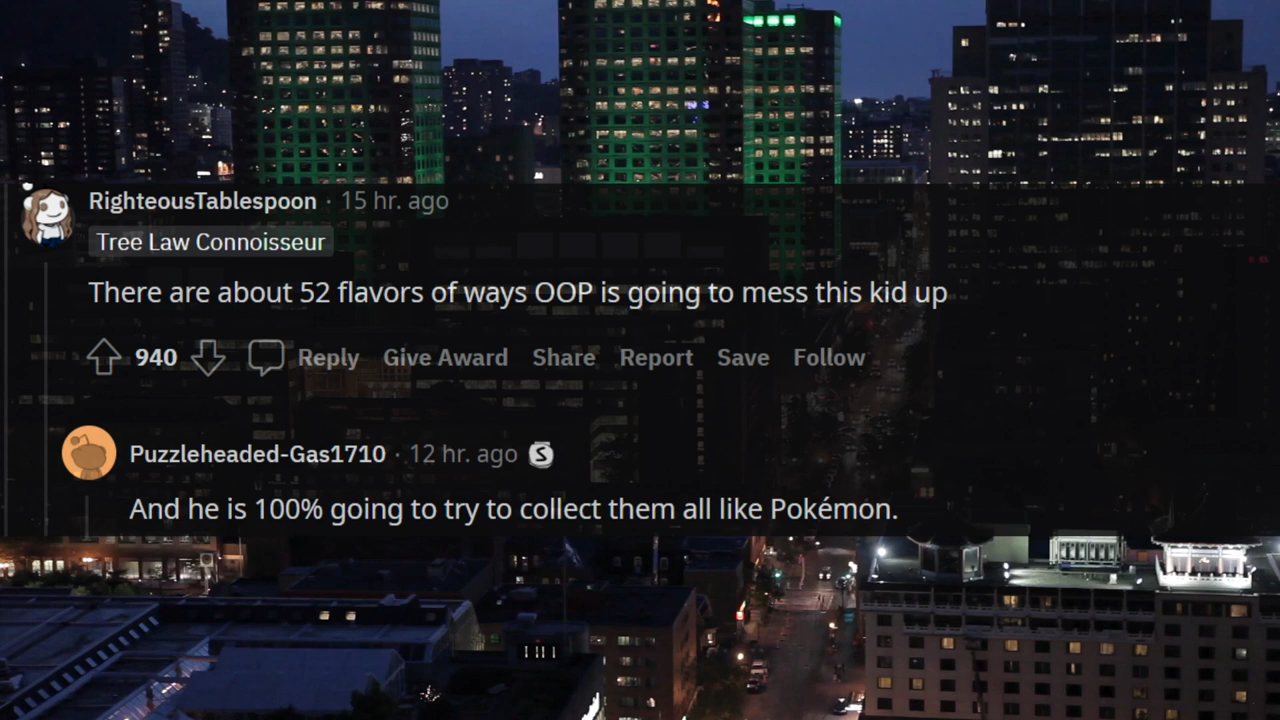 RighteousTablespoon · 15 hr. ago
Tree Law Connoisseur
There are about 52 flavors of ways OOP is going to mess this kid up
940 Reply Give Award Share Report Save Follow
Puzzleheaded-Gas1710 · 12 hr. ago S
And he is 100% going to try to collect them all like Pokémon.